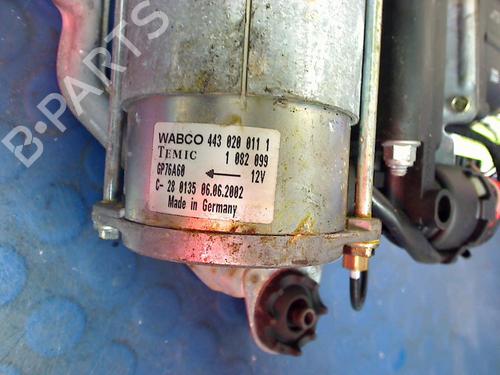 B-PARTS
WABCO 443 020 011 1
TEMIC 1 082 099
GP76A60 12V
C- 28 0135 06.06.2002
Made in Germany